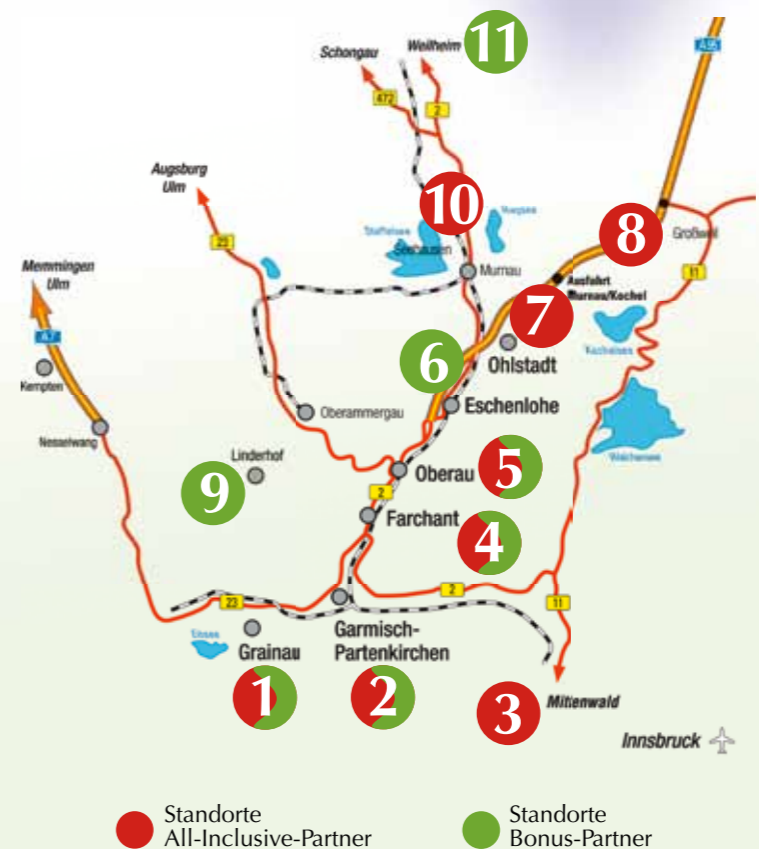 A 95
Schongau
Weilheim
11
472
2
Augsburg
Ulm
10
Staffelsee
Riegsee
8
23
Seehausen
Großweil
Memmingen
Ulm
Murnau
Ausfahrt
Murnau/Kochel
11
7
Kochelsee
A7
6
Ohlstadt
Kempten
Eschenlohe
Oberammergau
Nesselwang
Walchensee
Linderhof
Oberau
5
9
2
Farchant
4
2
23
11
Garmisch-
Partenkirchen
Eibsee
Grainau
1
2
3
Mittenwald
Innsbruck
Standorte
All-Inclusive-Partner
Standorte
Bonus-Partner